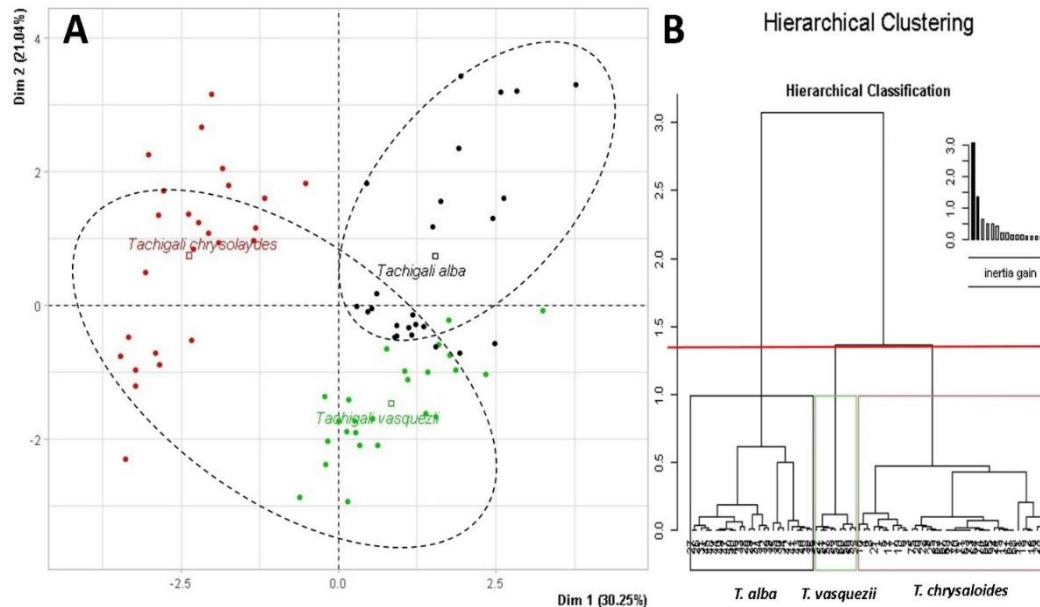 A
Dim 2 (21.04%)
4
2
0
-2
Tachigali chrysolaydes
Tachigali alba
Tachigali vasquezii
-2.5
0.0
2.5
Dim 1 (30.25%)
B
Hierarchical Clustering
Hierarchical Classification
3.0
2.5
2.0
1.5
1.0
0.5
0.0
3.0
2.0
1.0
0.0
inertia gain
T. alba
T. vasquezii
T. chrysaloides